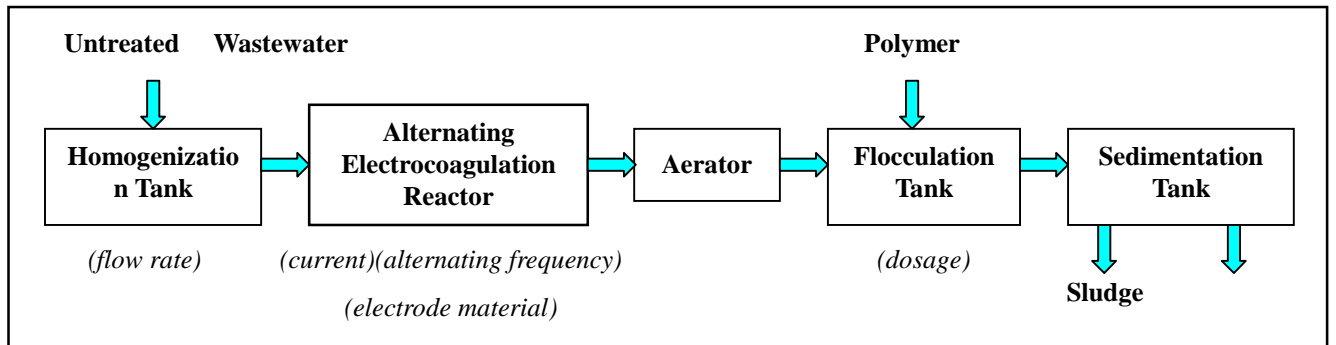 Untreated Wastewater
Polymer
Homogenizatio
n Tank
Alternating
Electrocoagulation
Reactor
Aerator
Flocculation
Tank
Sedimentation
Tank
(flow rate)
(current)(alternating frequency)
(electrode material)
(dosage)
Sludge